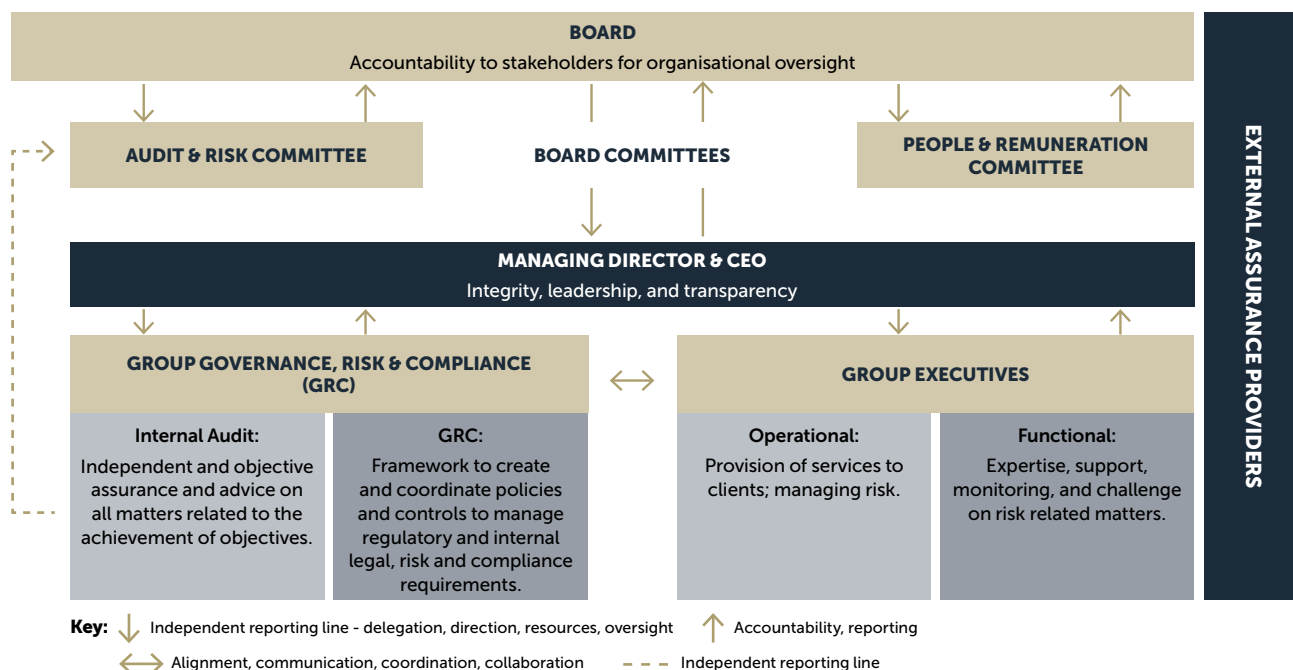 BOARD
Accountability to stakeholders for organisational oversight
AUDIT & RISK COMMITTEE
BOARD COMMITTEES
PEOPLE & REMUNERATION
COMMITTEE
MANAGING DIRECTOR & CEO
Integrity, leadership, and transparency
GROUP GOVERNANCE, RISK & COMPLIANCE
(GRC)
GROUP EXECUTIVES
Internal Audit:
Independent and objective
assurance and advice on
all matters related to the
achievement of objectives.
GRC:
Framework to create
and coordinate policies
and controls to manage
regulatory and internal
legal, risk and compliance
requirements.
Operational:
Provision of services to
clients; managing risk.
Functional:
Expertise, support,
monitoring, and challenge
on risk related matters.
EXTERNAL ASSURANCE PROVIDERS
Key: Independent reporting line - delegation, direction, resources, oversight
Accountability, reporting
Alignment, communication, coordination, collaboration
Independent reporting line